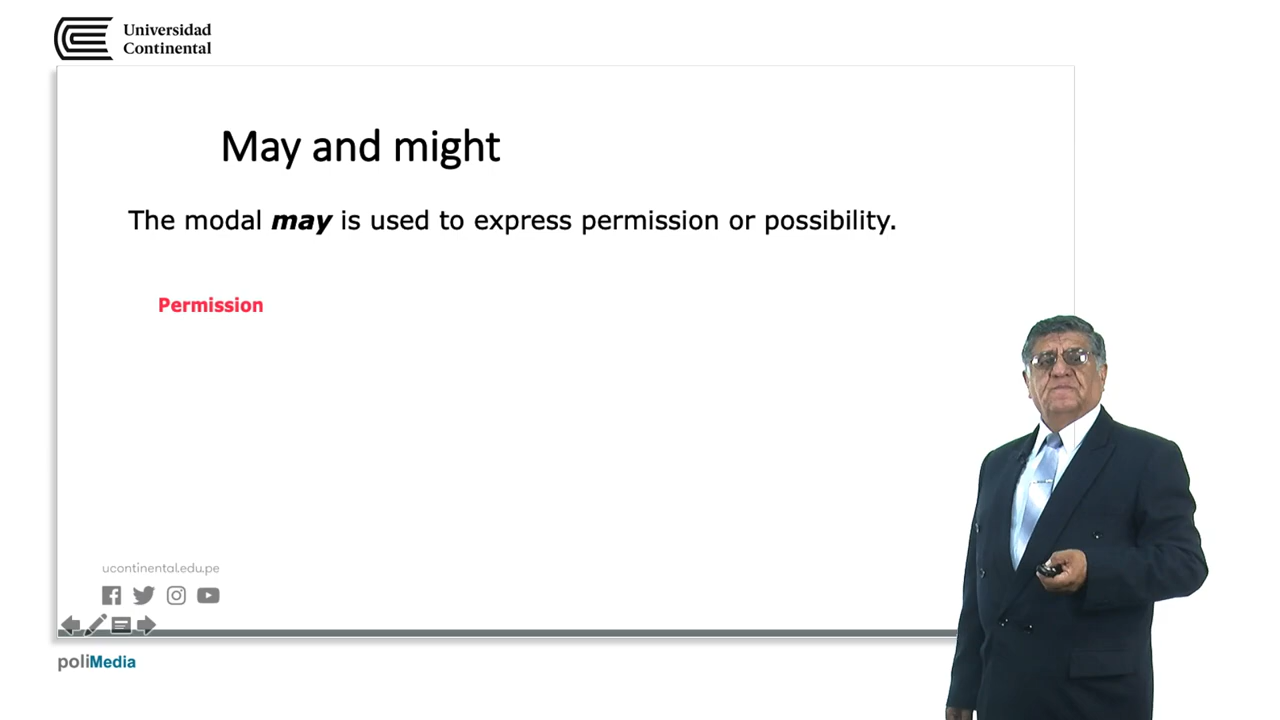 Universidad
Continental
May and might
The modal may is used to express permission or possibility.
Permission
ucontinental.edu.pe
poliMedia